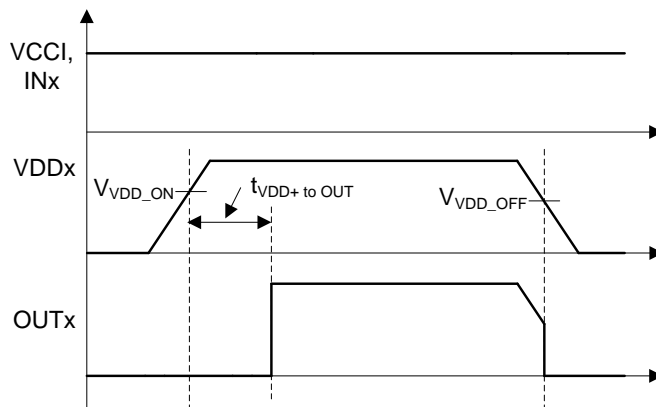 VCCI,
INx
VDDx
VVDD_ON
tVDD+ to OUT
VVDD_OFF
OUTx